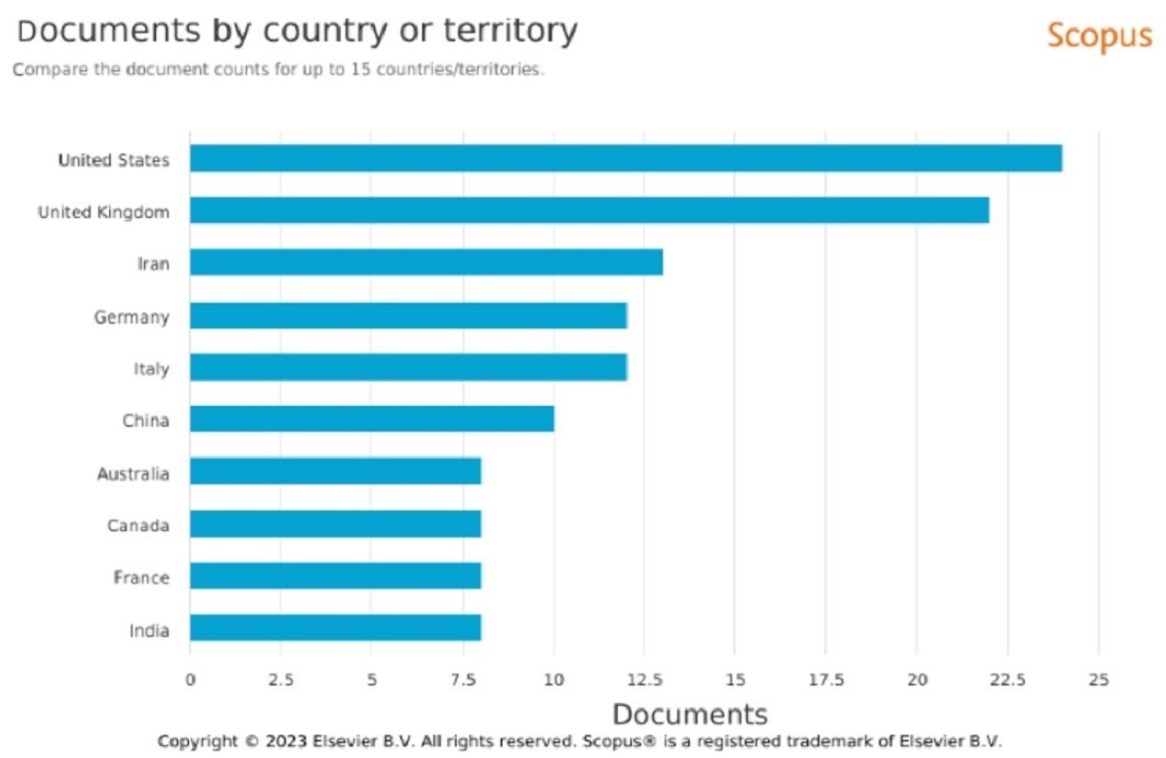 Documents by country or territory
Scopus
Compare the document counts for up to 15 countries/territories.
United States
United Kingdom
Iran
Germany
Italy
China
Australia
Canada
France
India
0 2.5 5 7.5 10 12.5 15 17.5 20 22.5 25
Documents
Copyright © 2023 Elsevier B.V. All rights reserved. Scopus® is a registered trademark of Elsevier B.V.